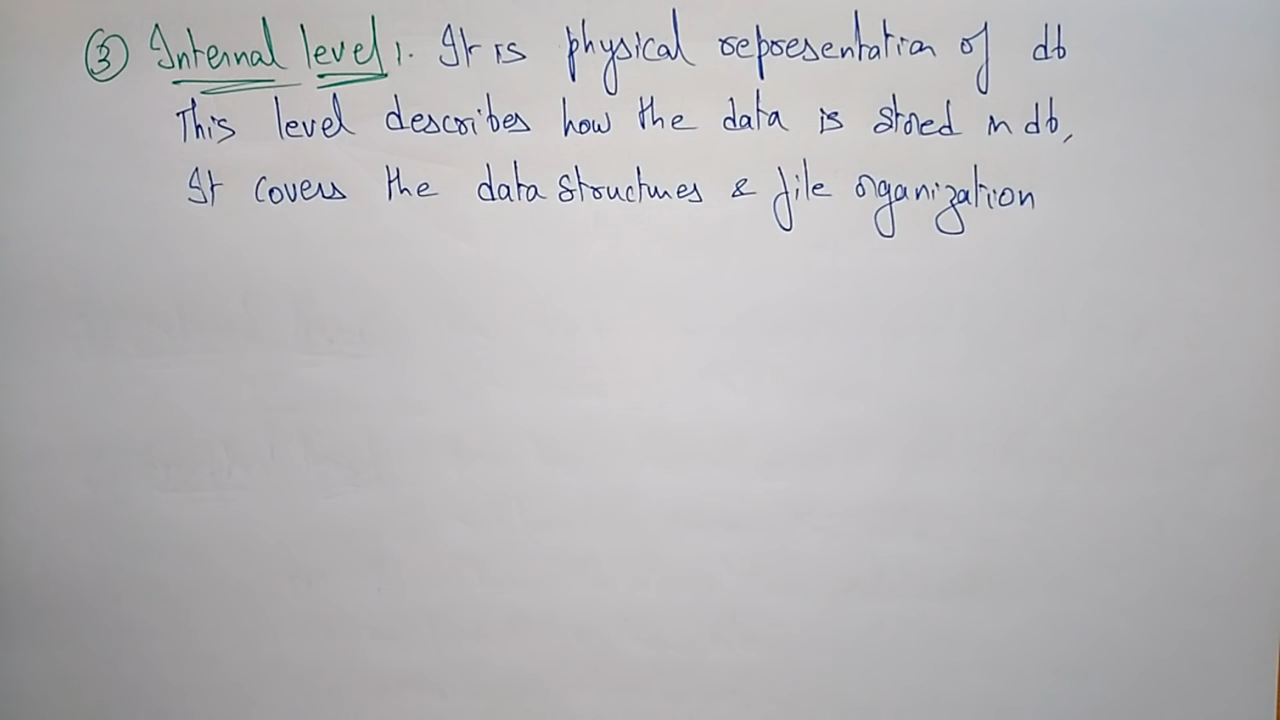 ③ Internal level :- It is physical representation of db
This level describes how the data is stored in db,
It covers the data structures & file organization